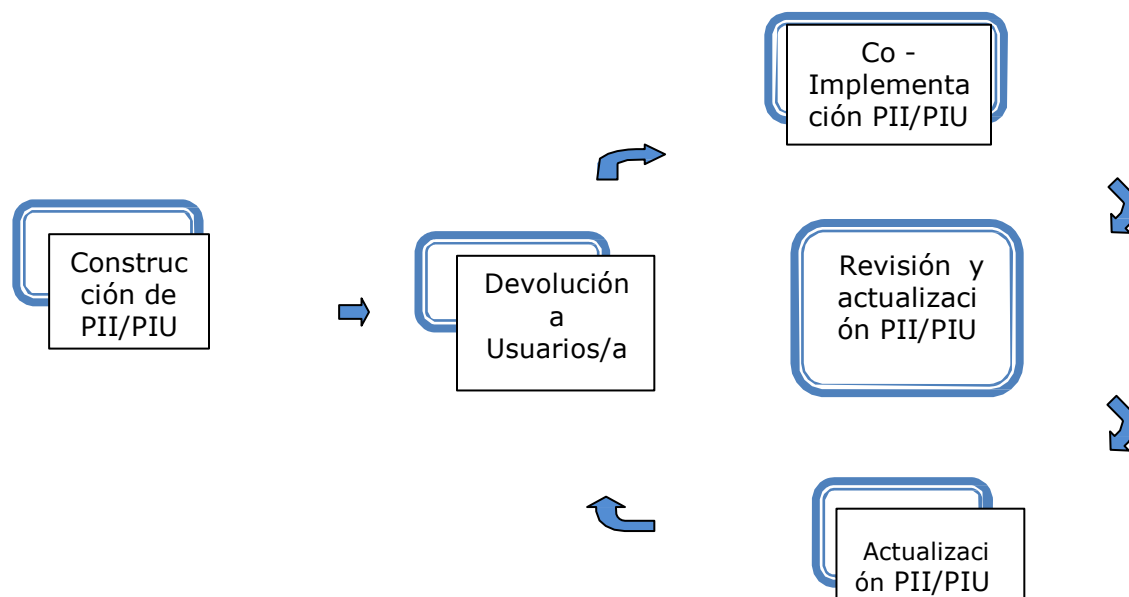 Construc
ción de
PII/PIU
Devolución
a
Usuarios/a
Co -
Implementa
ción PII/PIU
Revisión y
actualizaci
ón PII/PIU
Actualizaci
ón PII/PIU